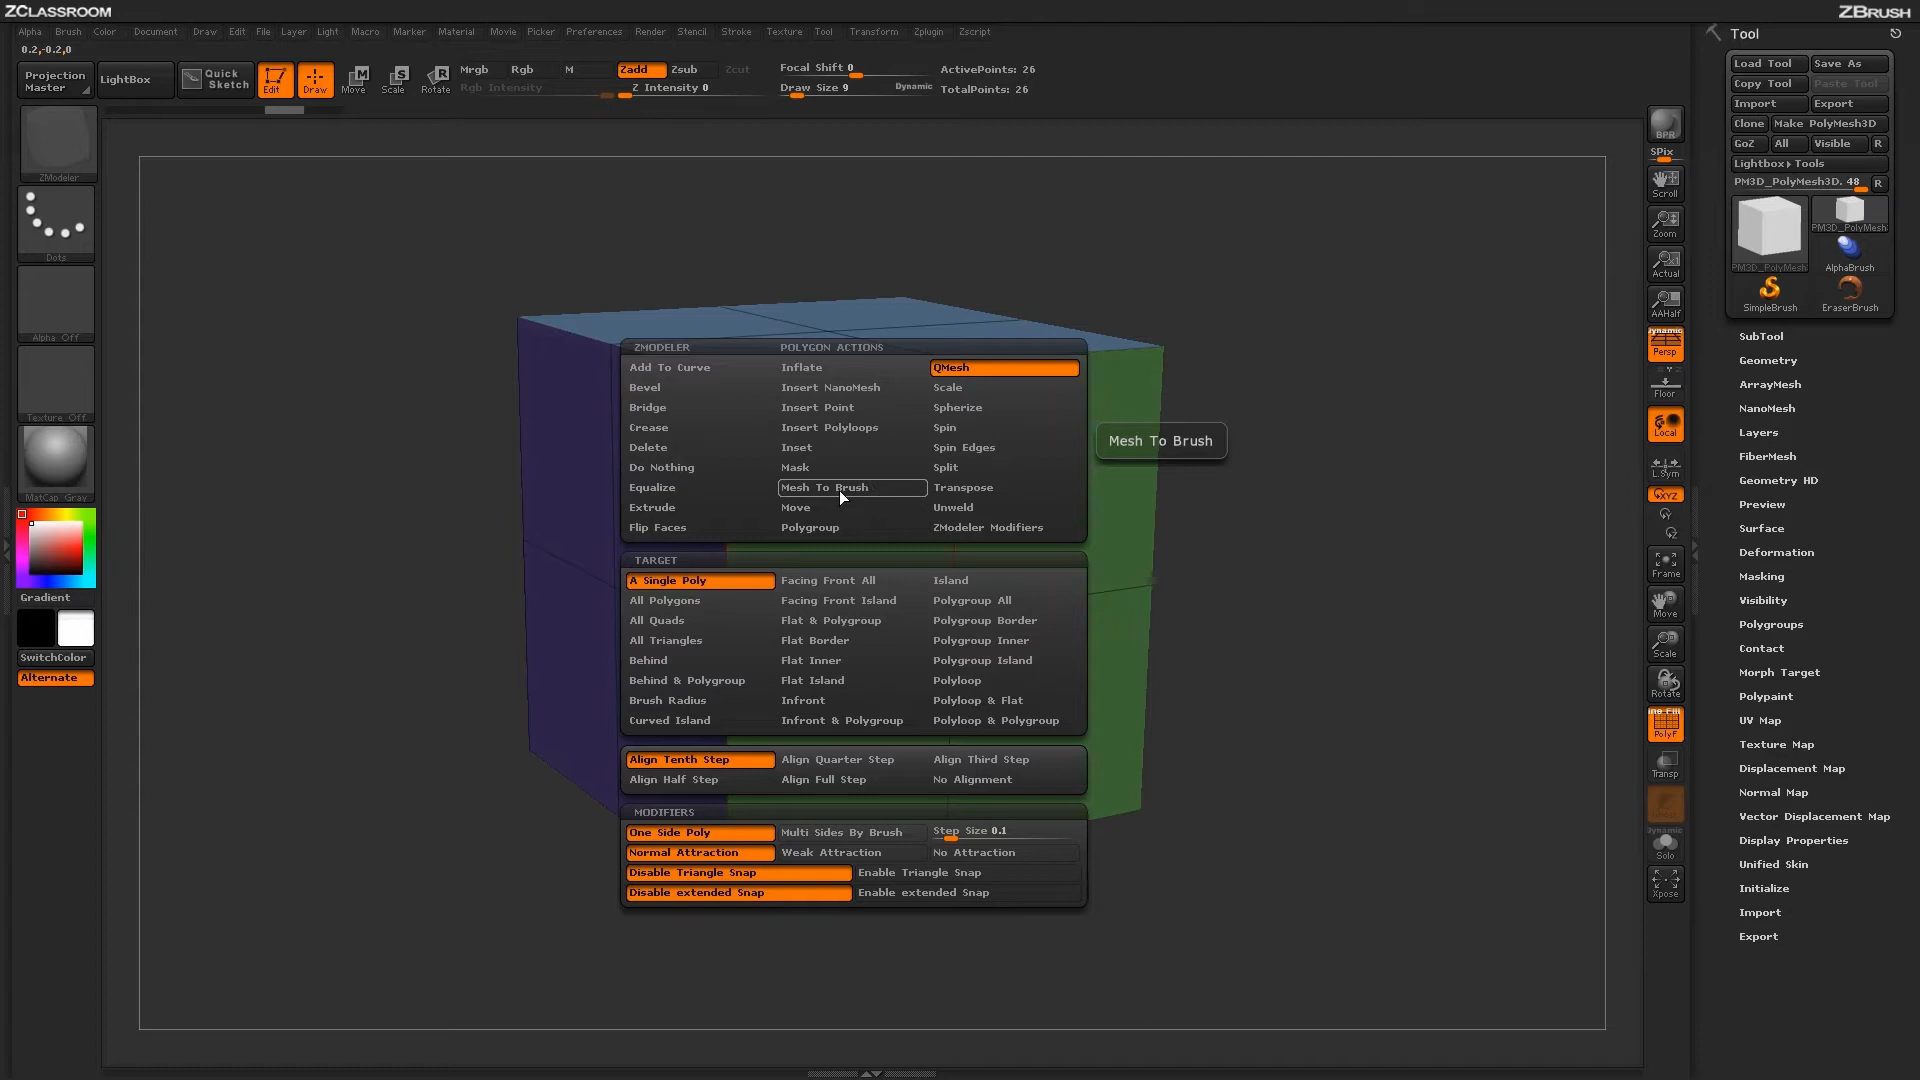 ZCLASSROOM
ZBRUSH
Alpha Brush Color Document Draw Edit File Layer Light Macro Marker Material Movie Picker Preferences Render Stencil Stroke Texture Tool Transform Zplugin Zscript
0.2,-0.2,0
Projection Master
LightBox
Quick Sketch
Edit
Draw
Move
Scale
Rotate
Mrgb Rgb M
Rgb Intensity
Zadd Zsub Zcut
Z Intensity 0
Focal Shift 0
Draw Size 9
Dynamic
ActivePoints: 26
TotalPoints: 26
ZModeler
Dots
Alpha Off
Texture Off
MatCap Gray
Gradient
SwitchColor
Alternate
ZMODELER POLYGON ACTIONS
Add To Curve Inflate QMesh
Bevel Insert NanoMesh Scale
Bridge Insert Point Spherize
Crease Insert Polyloops Spin
Delete Inset Spin Edges
Do Nothing Mask Split
Equalize Mesh To Brush Transpose
Extrude Move Unweld
Flip Faces Polygroup ZModeler Modifiers
Mesh To Brush
TARGET
A Single Poly Facing Front All Island
All Polygons Facing Front Island Polygroup All
All Quads Flat & Polygroup Polygroup Border
All Triangles Flat Border Polygroup Inner
Behind Flat Inner Polygroup Island
Behind & Polygroup Flat Island Polyloop
Brush Radius Infront Polyloop & Flat
Curved Island Infront & Polygroup Polyloop & Polygroup
Align Tenth Step Align Quarter Step Align Third Step
Align Half Step Align Full Step No Alignment
MODIFIERS
One Side Poly Multi Sides By Brush Step Size 0.1
Normal Attraction Weak Attraction No Attraction
Disable Triangle Snap Enable Triangle Snap
Disable extended Snap Enable extended Snap
BPR
SPix
Scroll
Zoom
Actual
AAHalf
Dynamic
Persp
Floor
Local
L.Sym
XYZ
Frame
Move
Scale
Rotate
PolyF
Transp
Dynamic
Solo
Xpose
Tool
Load Tool Save As
Copy Tool Paste Tool
Import Export
Clone Make PolyMesh3D
GoZ All Visible R
Lightbox Tools
PM3D_PolyMesh3D. 48 R
PM3D_PolyMesh
PM3D_PolyMesh
AlphaBrush
SimpleBrush
EraserBrush
SubTool
Geometry
ArrayMesh
NanoMesh
Layers
FiberMesh
Geometry HD
Preview
Surface
Deformation
Masking
Visibility
Polygroups
Contact
Morph Target
Polypaint
UV Map
Texture Map
Displacement Map
Normal Map
Vector Displacement Map
Display Properties
Unified Skin
Initialize
Import
Export